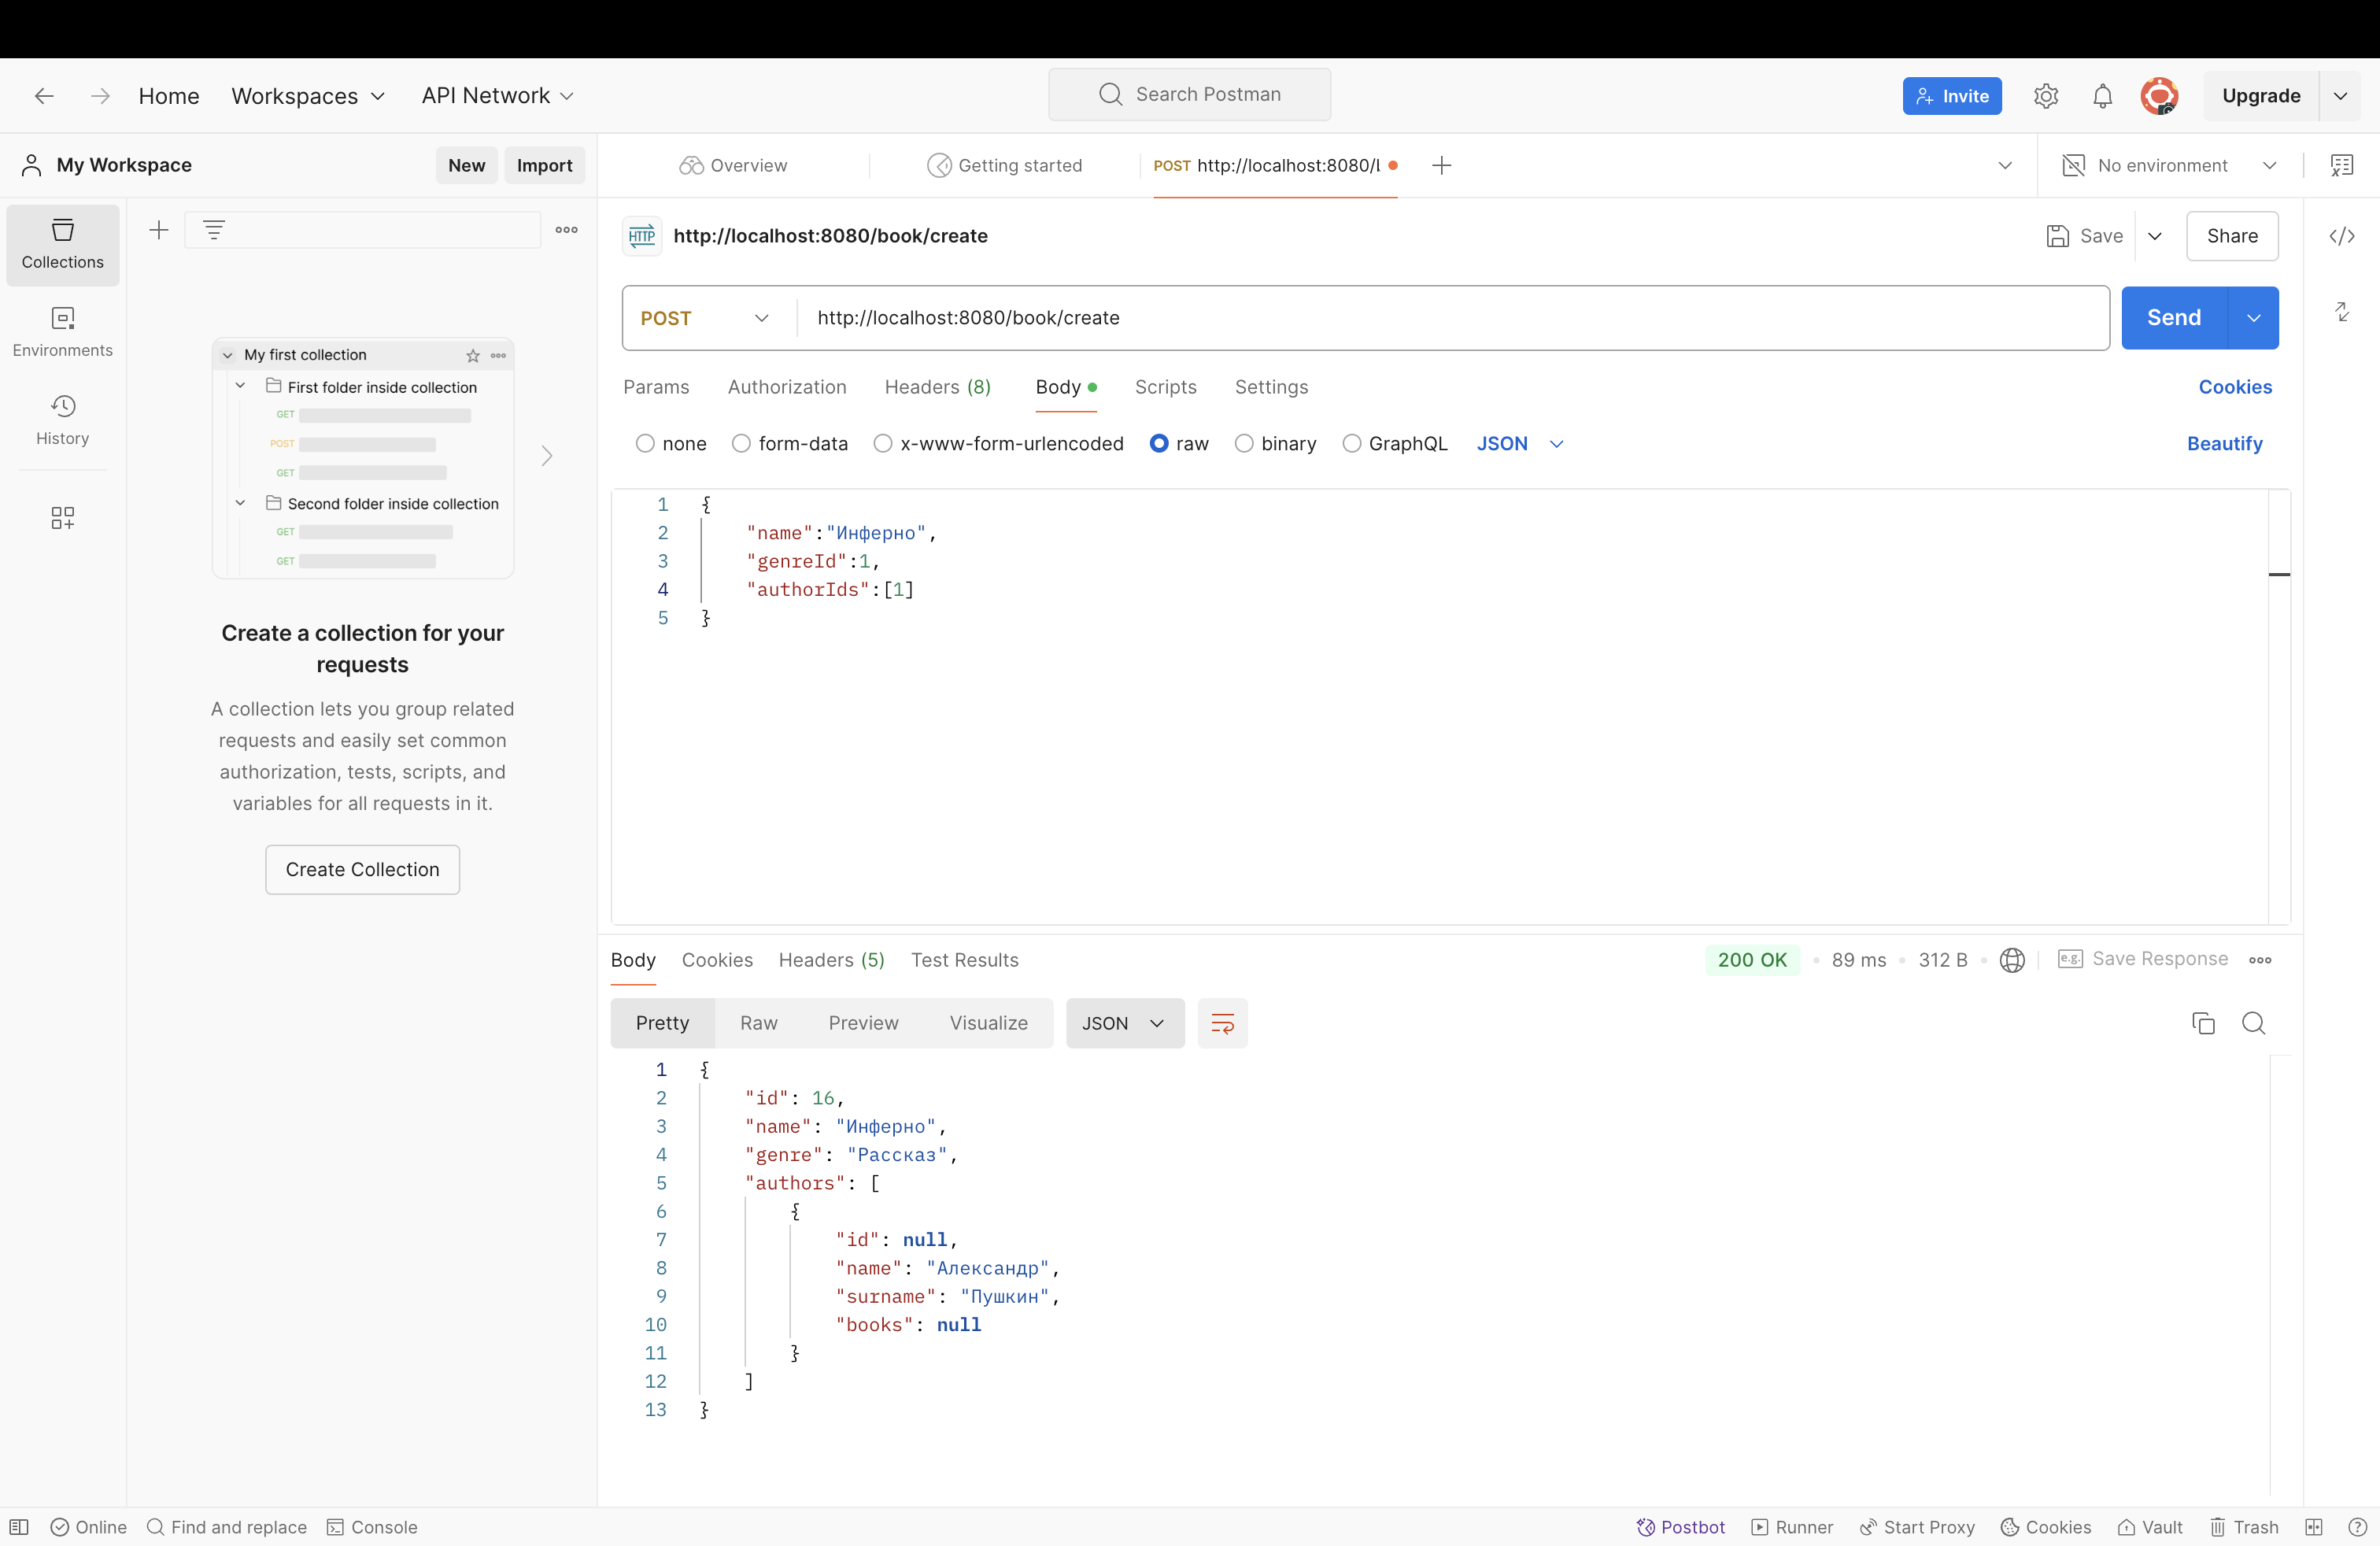 Home Workspaces API Network Search Postman Invite Upgrade
My Workspace New Import Overview Getting started POST http://localhost:8080/ No environment
Collections
Environments
History
My first collection
First folder inside collection
GET
POST
GET
Second folder inside collection
GET
GET
Create a collection for your
requests
A collection lets you group related
requests and easily set common
authorization, tests, scripts, and
variables for all requests in it.
Create Collection
HTTP http://localhost:8080/book/create Save Share
POST http://localhost:8080/book/create Send
Params Authorization Headers (8) Body Scripts Settings Cookies
none form-data x-www-form-urlencoded raw binary GraphQL JSON Beautify
1 {
2 "name":"Инферно",
3 "genreId":1,
4 "authorIds":[1]
5 }
Body Cookies Headers (5) Test Results 200 OK 89 ms 312 B e.g. Save Response
Pretty Raw Preview Visualize JSON
1 {
2 "id": 16,
3 "name": "Инферно",
4 "genre": "Рассказ",
5 "authors": [
6 {
7 "id": null,
8 "name": "Александр",
9 "surname": "Пушкин",
10 "books": null
11 }
12 ]
13 }
Online Find and replace Console Postbot Runner Start Proxy Cookies Vault Trash